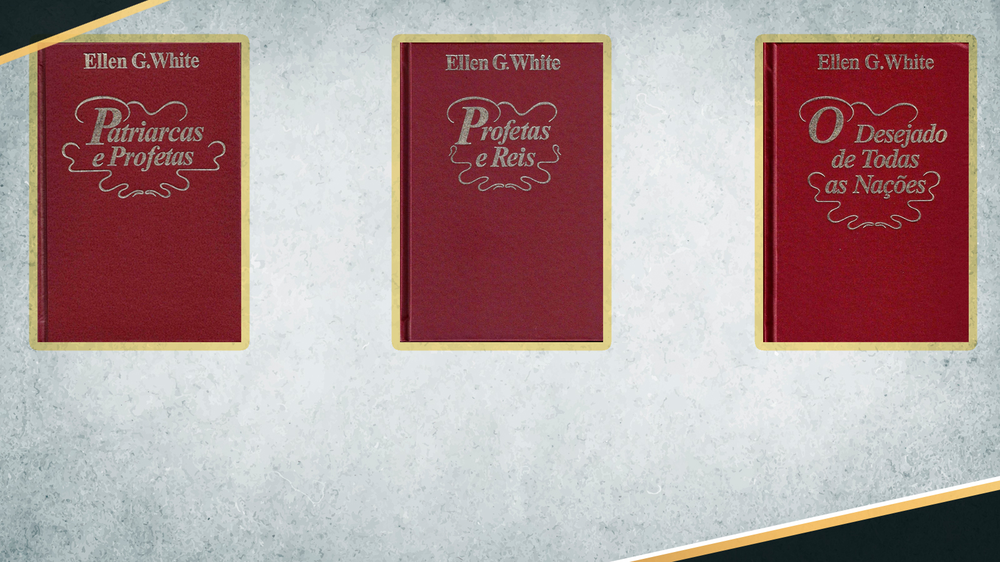 Ellen G.White
Patriarcas
e Profetas
Ellen G.White
Profetas
e Reis
Ellen G.White
O Desejado
de Todas
as Nações